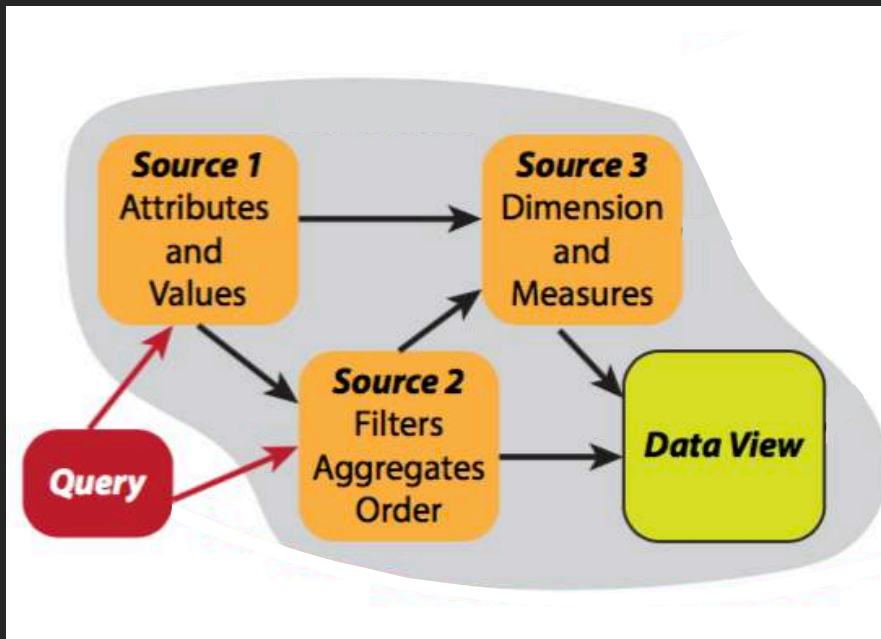 Source 1
Attributes
and
Values
Source 3
Dimension
and
Measures
Source 2
Filters
Aggregates
Order
Query
Data View